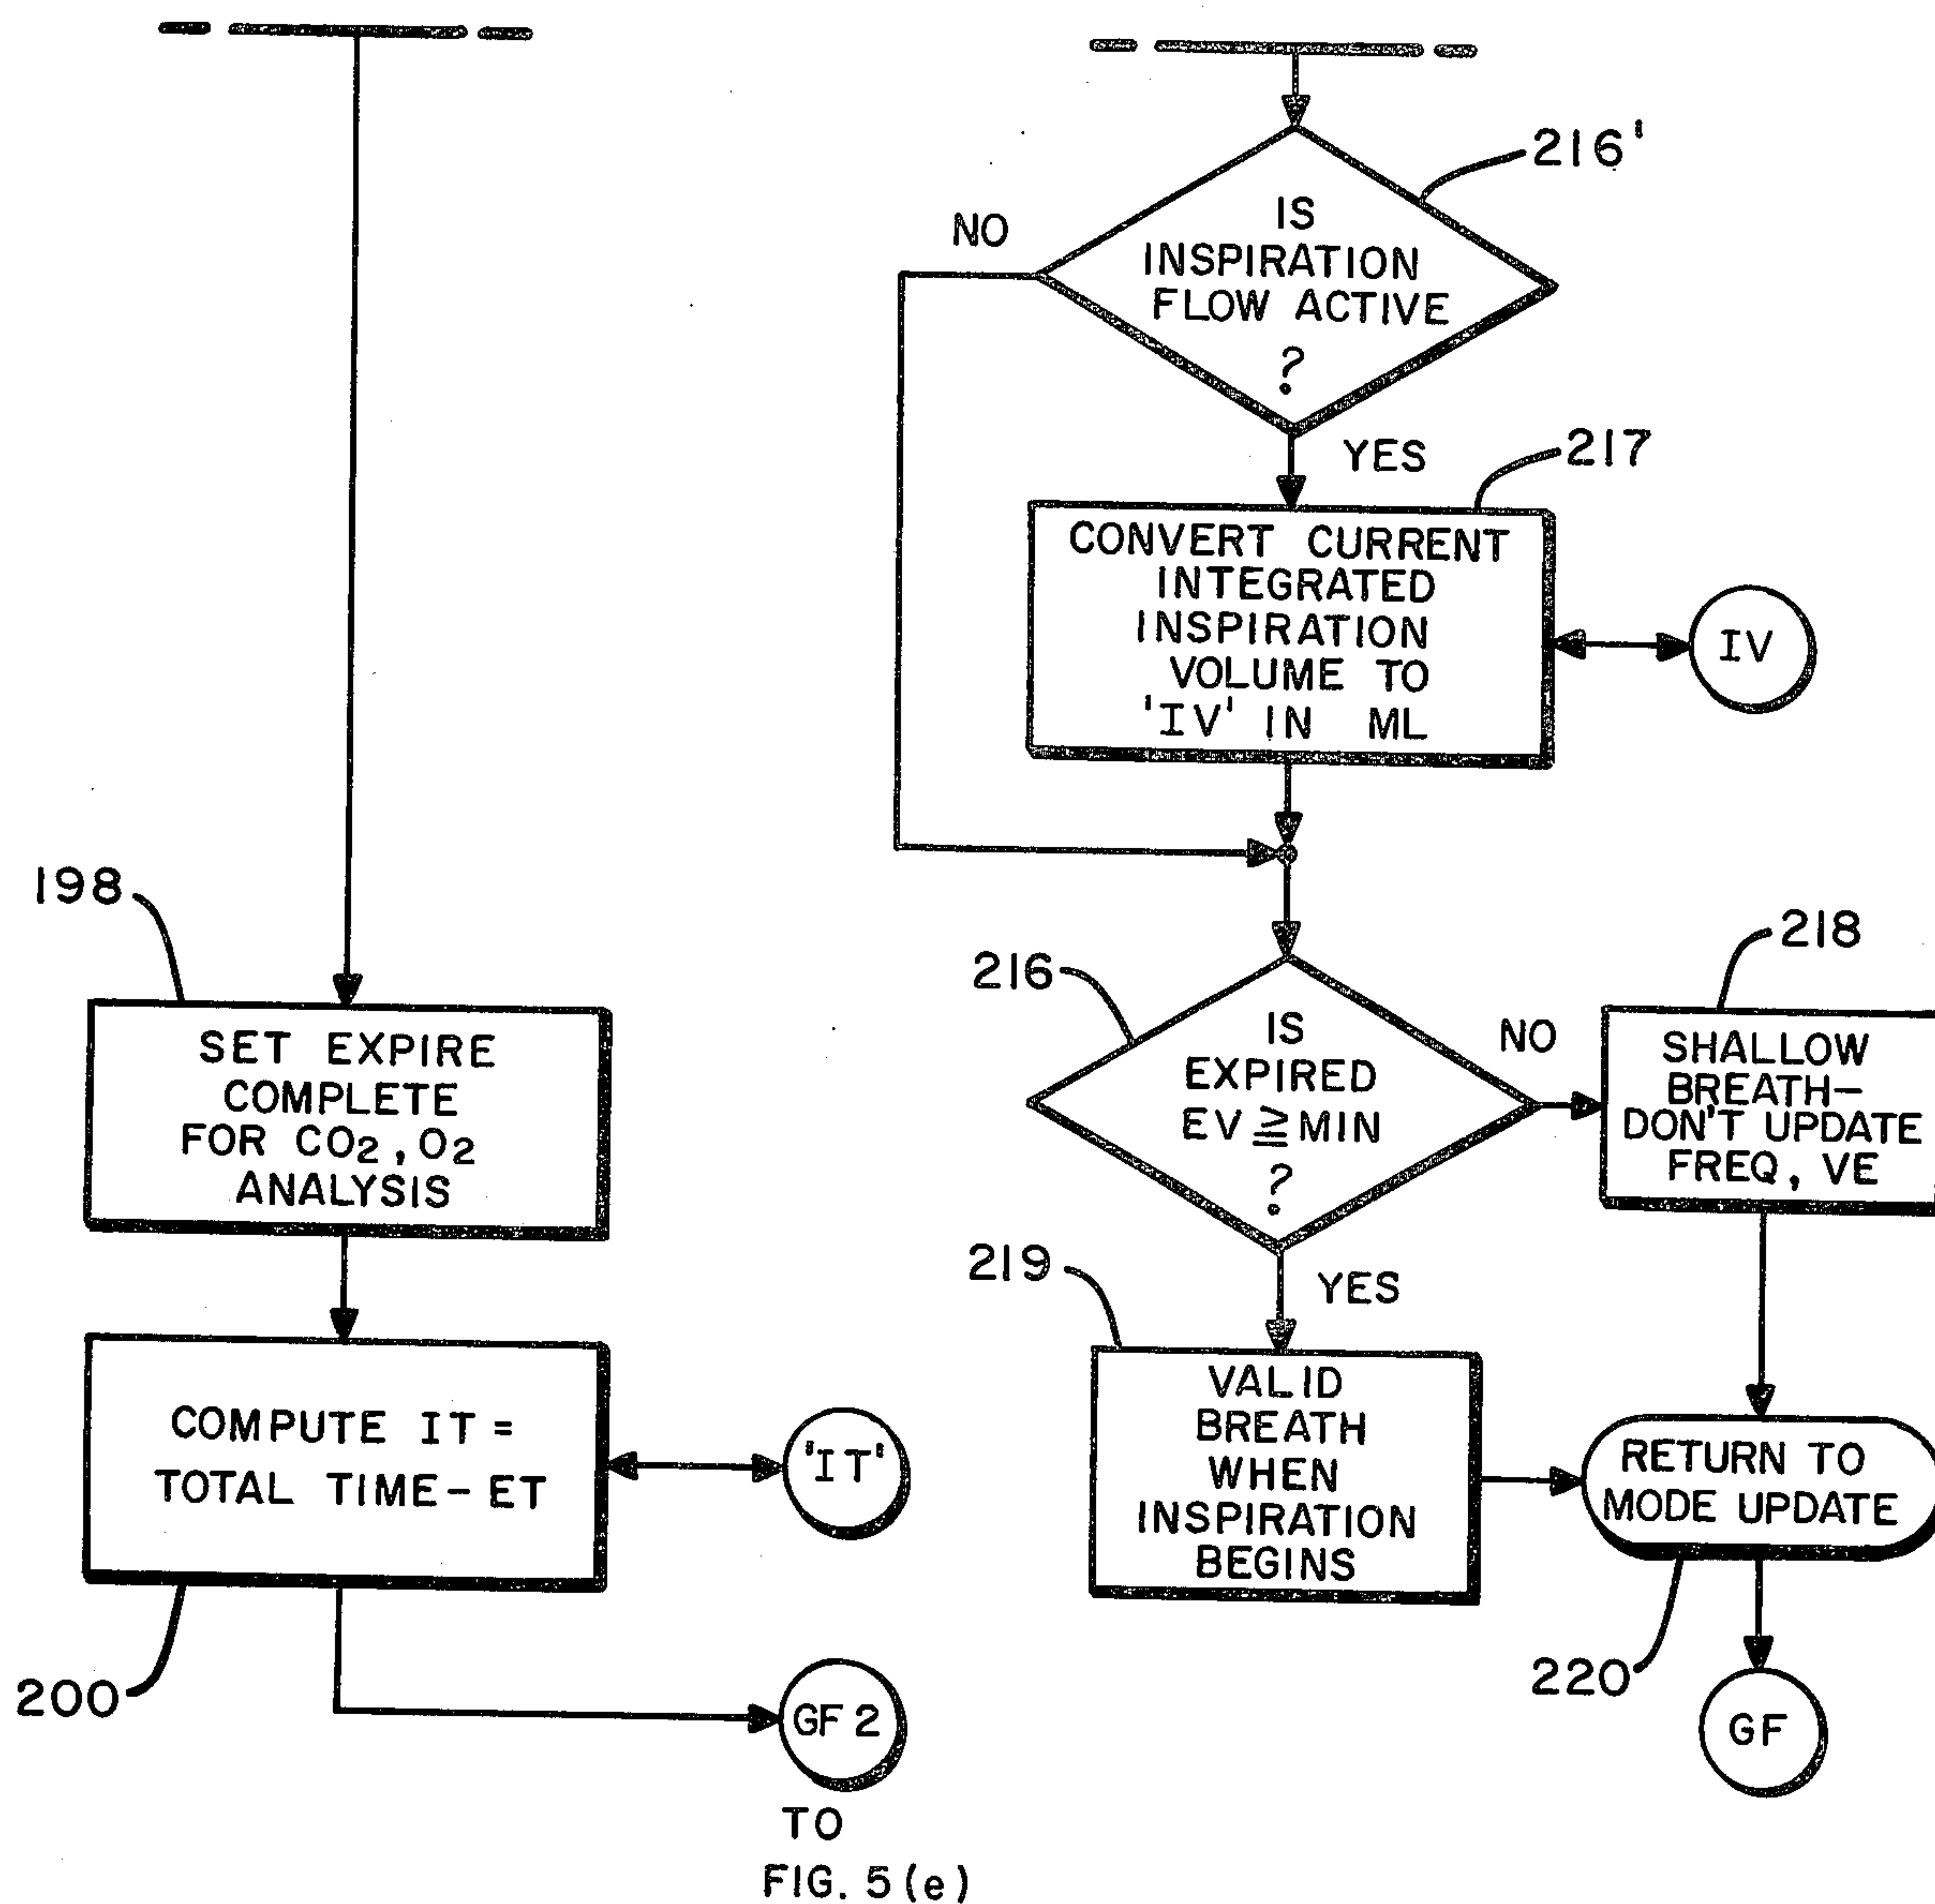 198
SET EXPIRE
COMPLETE
FOR CO2, O2
ANALYSIS
COMPUTE IT =
TOTAL TIME - ET
'IT'
200
GF 2
TO
FIG. 5 (e)
216'
IS
INSPIRATION
FLOW ACTIVE
?
NO
YES
217
CONVERT CURRENT
INTEGRATED
INSPIRATION
VOLUME TO
'IV' IN ML
IV
216
IS
EXPIRED
EV ≧ MIN
?
NO
YES
218
SHALLOW
BREATH-
DON'T UPDATE
FREQ, VE
219
VALID
BREATH
WHEN
INSPIRATION
BEGINS
RETURN TO
MODE UPDATE
220
GF